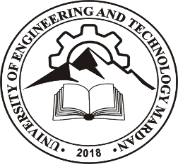 UNIVERSITY OF ENGINEERING AND TECHNOLOGY MARDAN
• 2018 •